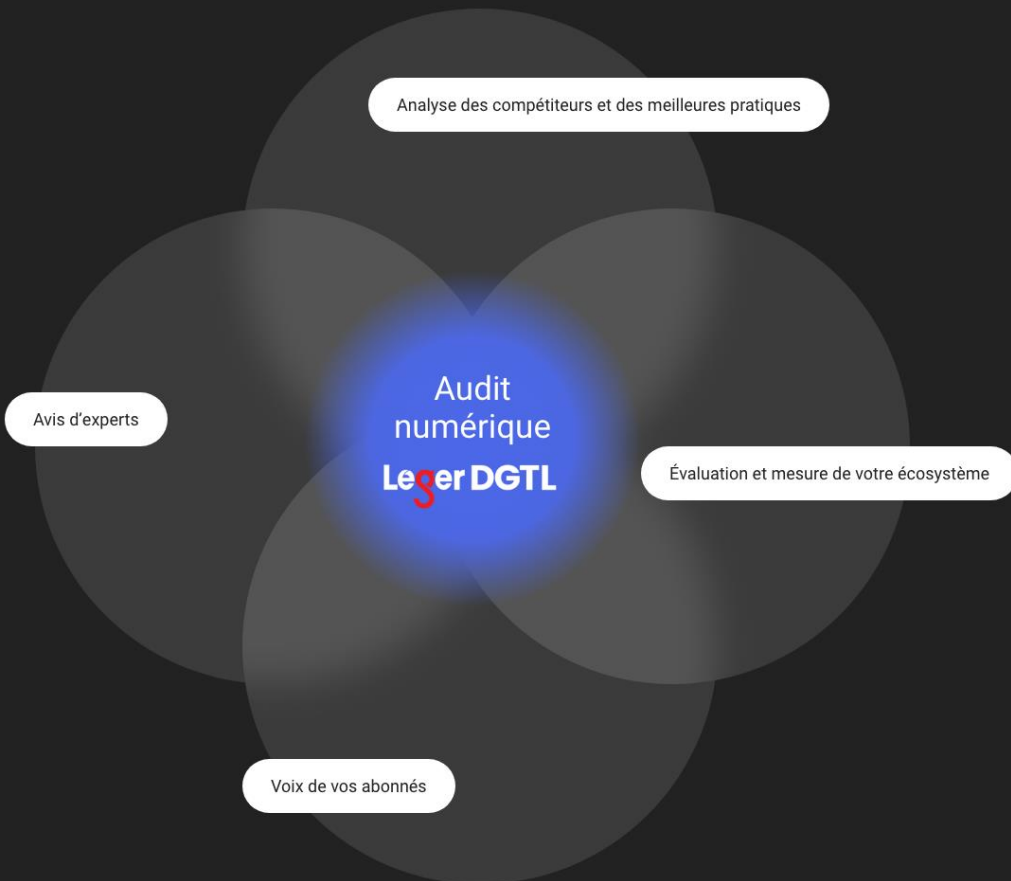 Analyse des compétiteurs et des meilleures pratiques
Audit
numérique
Leger DGTL
Avis d’experts
Évaluation et mesure de votre écosystème
Voix de vos abonnés